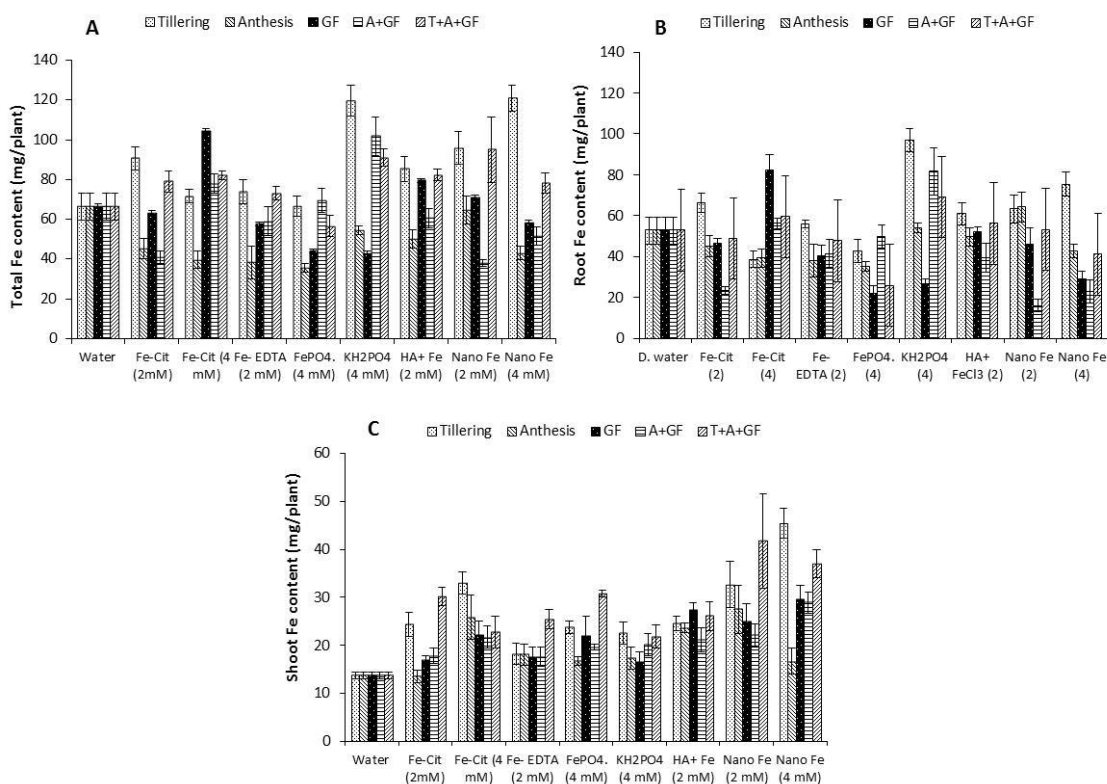 A
Tillering Anthesis GF A+GF T+A+GF
Total Fe content (mg/plant)
140
120
100
80
60
40
20
0
Water Fe-Cit Fe-Cit (4 Fe- EDTA FePO4. KH2PO4 HA+ Fe Nano Fe Nano Fe
(2mM) mM) (2 mM) (4 mM) (4 mM) (2 mM) (2 mM) (4 mM)
B
Tillering Anthesis GF A+GF T+A+GF
Root Fe content (mg/plant)
140
120
100
80
60
40
20
0
D. water Fe-Cit Fe-Cit Fe- FePO4. KH2PO4 HA+ Nano Fe Nano Fe
(2) (4) EDTA (2) (4) (4) FeCl3 (2) (2) (4)
C
Tillering Anthesis GF A+GF T+A+GF
Shoot Fe content (mg/plant)
60
50
40
30
20
10
0
Water Fe-Cit Fe-Cit (4 Fe- EDTA FePO4. KH2PO4 HA+ Fe Nano Fe Nano Fe
(2mM) mM) (2 mM) (4 mM) (4 mM) (2 mM) (2 mM) (4 mM)